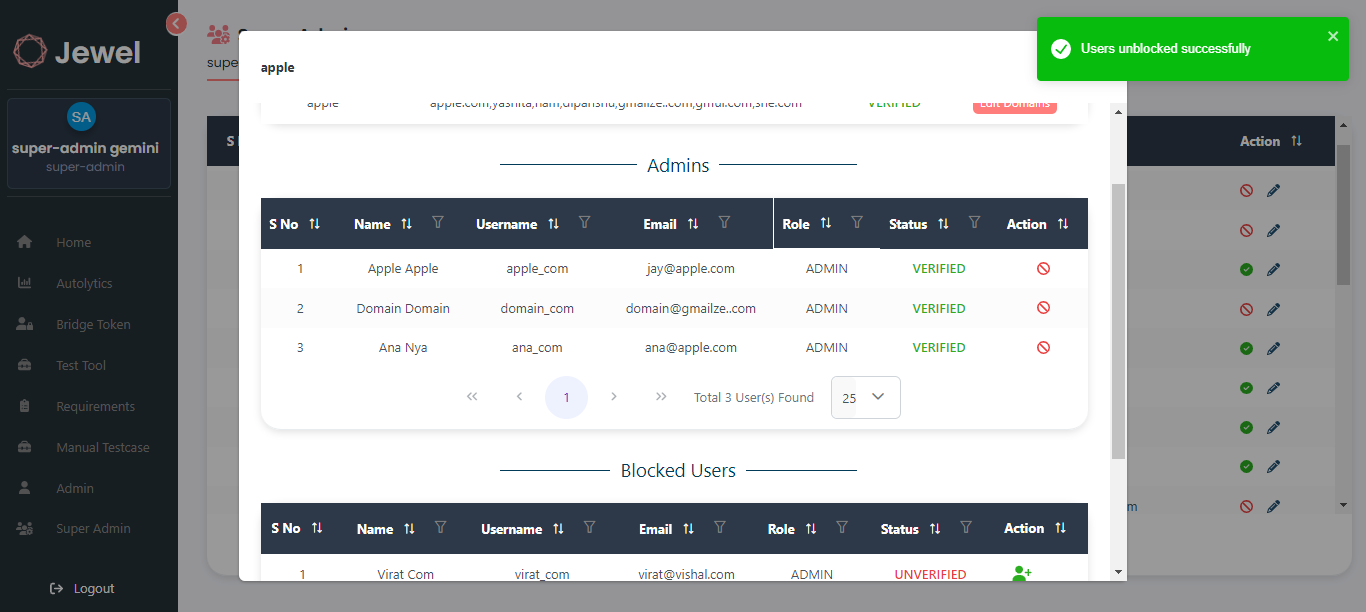 Jewel
SA
super-admin gemini
super-admin
Home
Autolytics
Bridge Token
Test Tool
Requirements
Manual Testcase
Admin
Super Admin
Logout
super
S
Action
m
Users unblocked successfully
apple
apple apple.com,yashita,ham,dipanshu,gmailze..com,gmul.com,she.com VERIFIED Edit Domains
Admins
S No Name Username Email Role Status Action
1 Apple Apple apple_com jay@apple.com ADMIN VERIFIED
2 Domain Domain domain_com domain@gmailze..com ADMIN VERIFIED
3 Ana Nya ana_com ana@apple.com ADMIN VERIFIED
1 Total 3 User(s) Found 25
Blocked Users
S No Name Username Email Role Status Action
1 Virat Com virat_com virat@vishal.com ADMIN UNVERIFIED